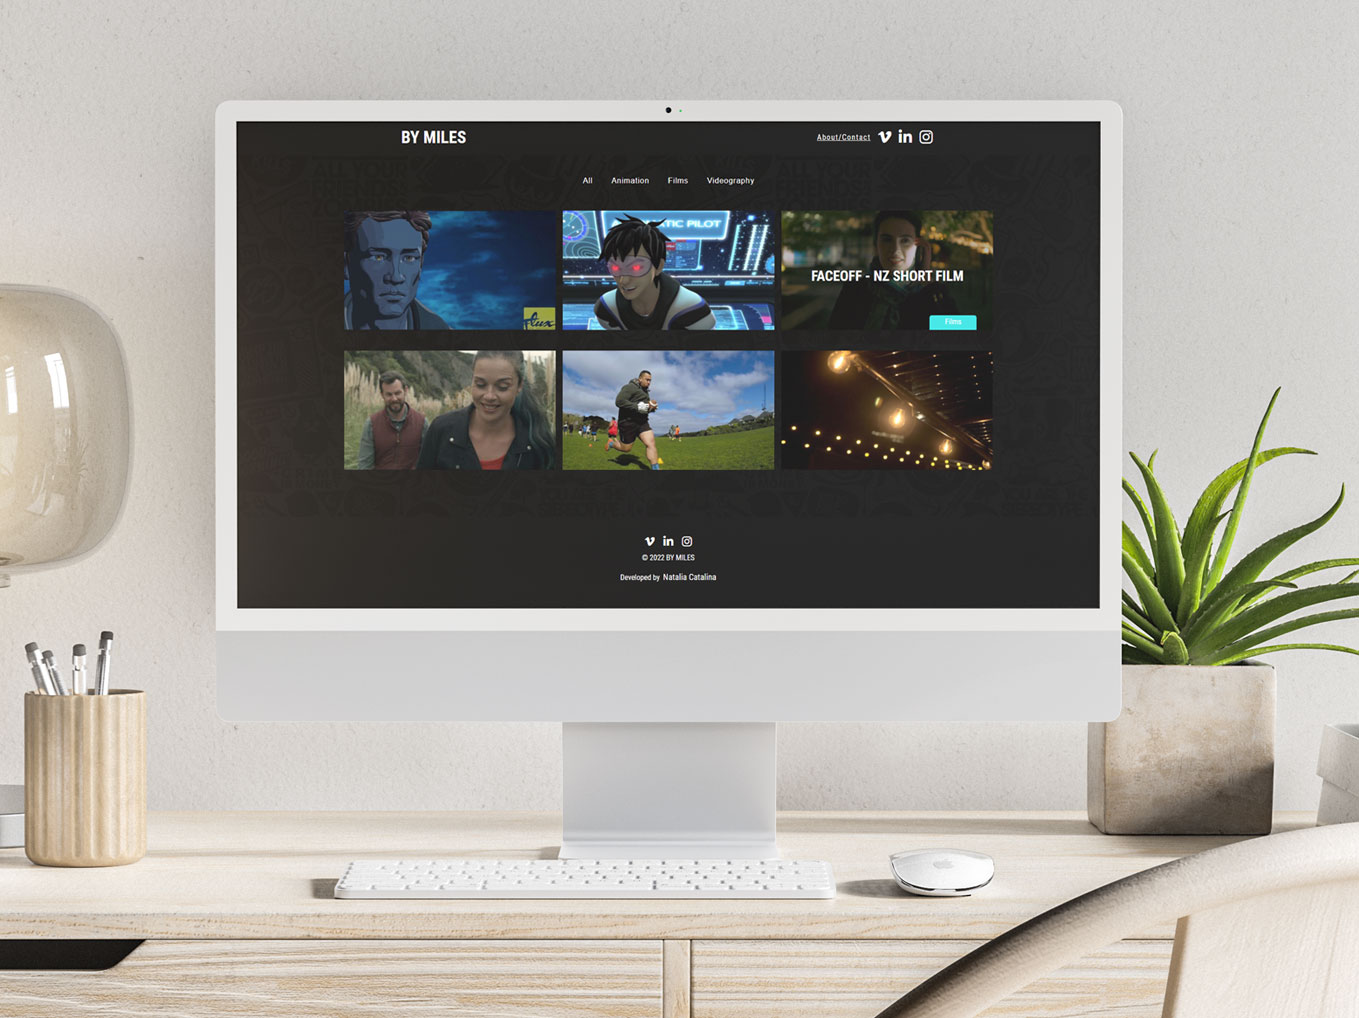 BY MILES
About/Contact
All Animation Films Videography
TIC PILOT
flux
FACEOFF - NZ SHORT FILM
Films
© 2022 BY MILES
Developed by Natalia Catalina